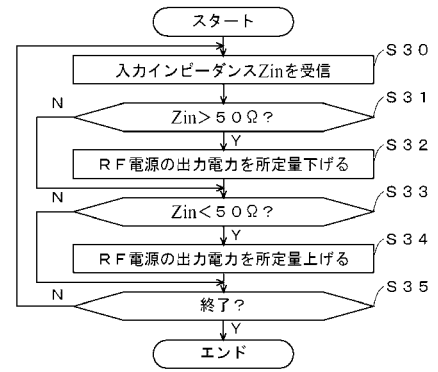 スタート
S30
入力インピーダンスZinを受信
S31
N
Zin>50Ω?
Y
S32
RF電源の出力電力を所定量下げる
S33
N
Zin<50Ω?
Y
S34
RF電源の出力電力を所定量上げる
S35
N
終了?
Y
エンド